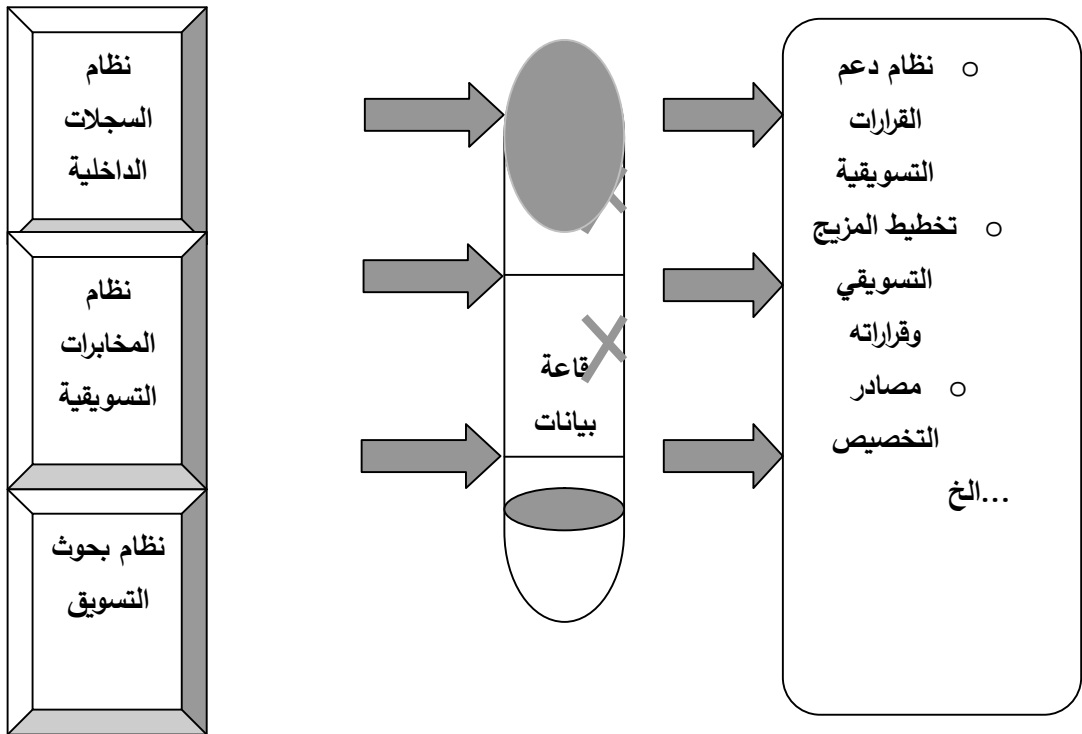 نظام
السجلات
الداخلية
نظام
المخابرات
التسويقية
نظام بحوث
التسويق
قاعة
بيانات
o نظام دعم
القرارات
التسويقية
o تخطيط المزيج
التسويقي
وقراراته
o مصادر
التخصيص
...الخ